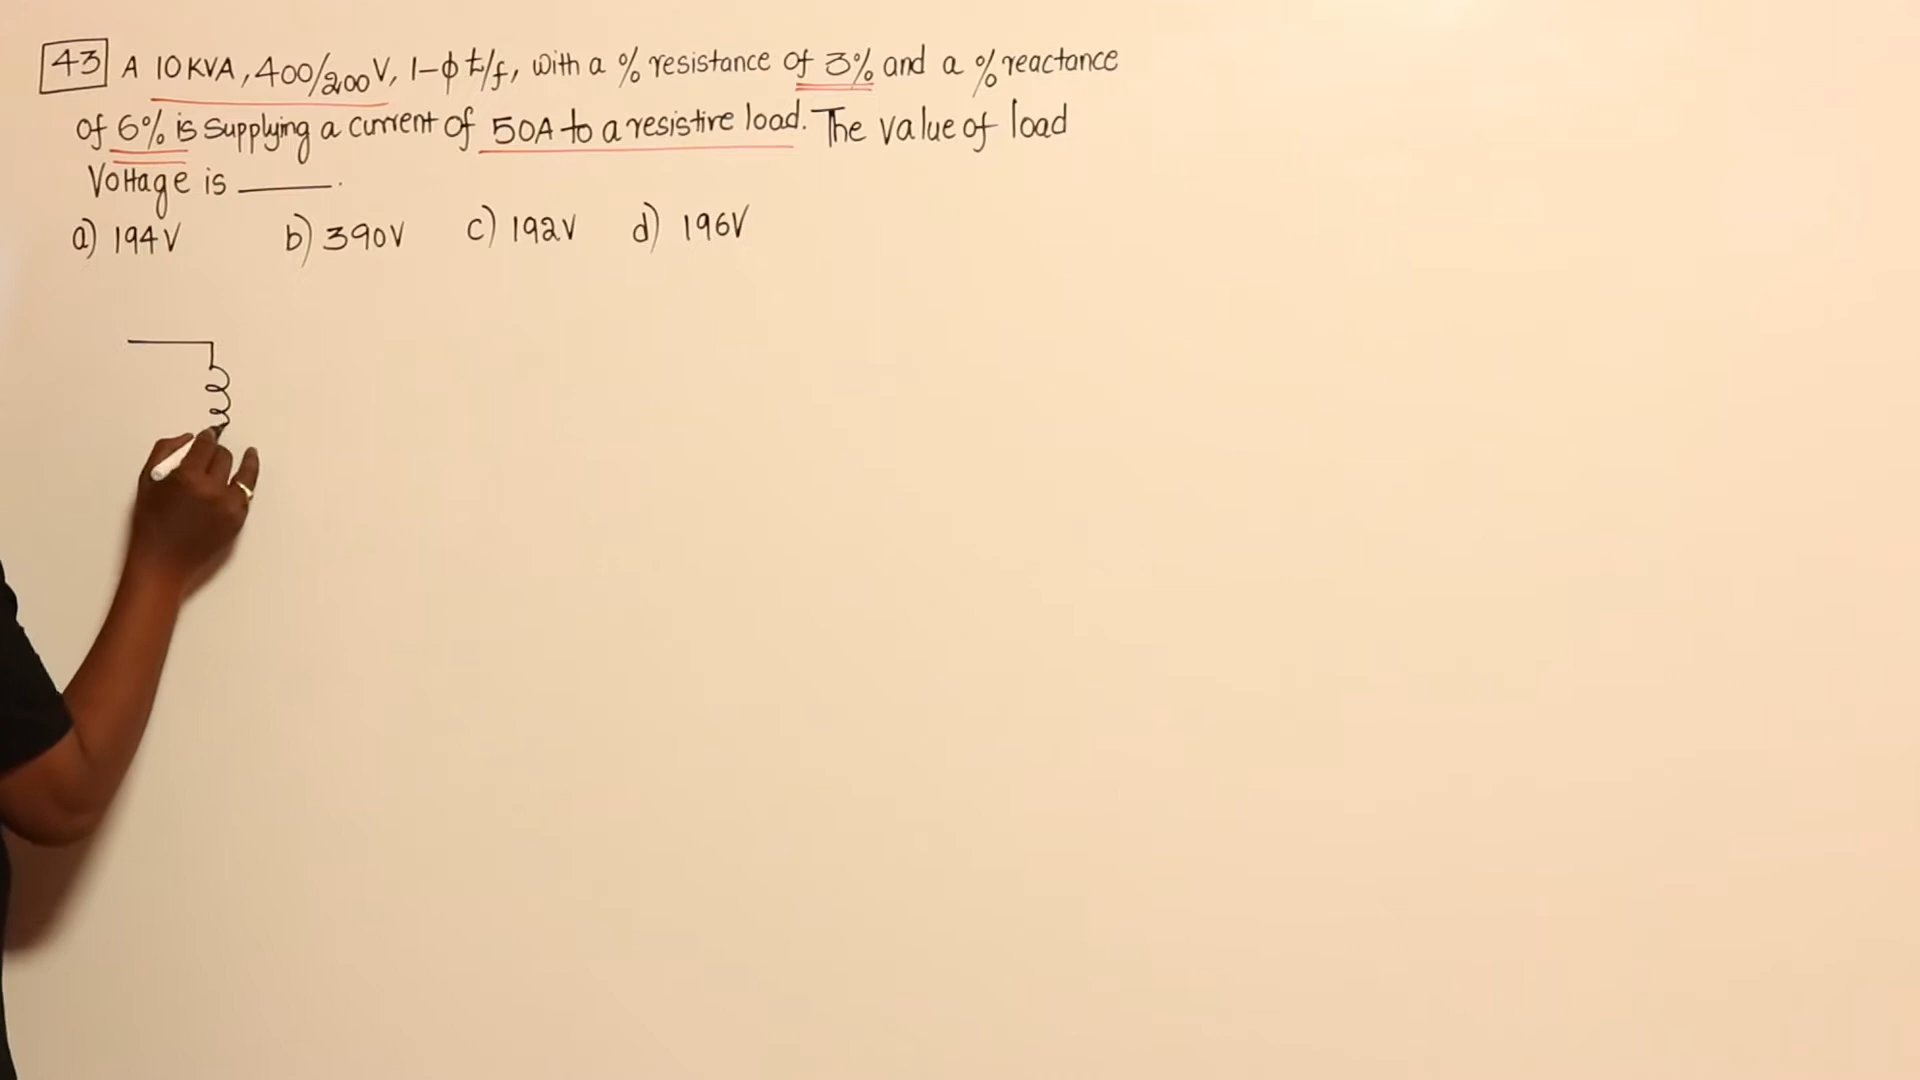 43 A 10KVA, 400/200V, 1-ϕ t/f, with a % resistance of 3% and a % reactance
of 6% is supplying a current of 50A to a resistive load. The value of load
Voltage is ______.
a) 194V b) 390V c) 192V d) 196V